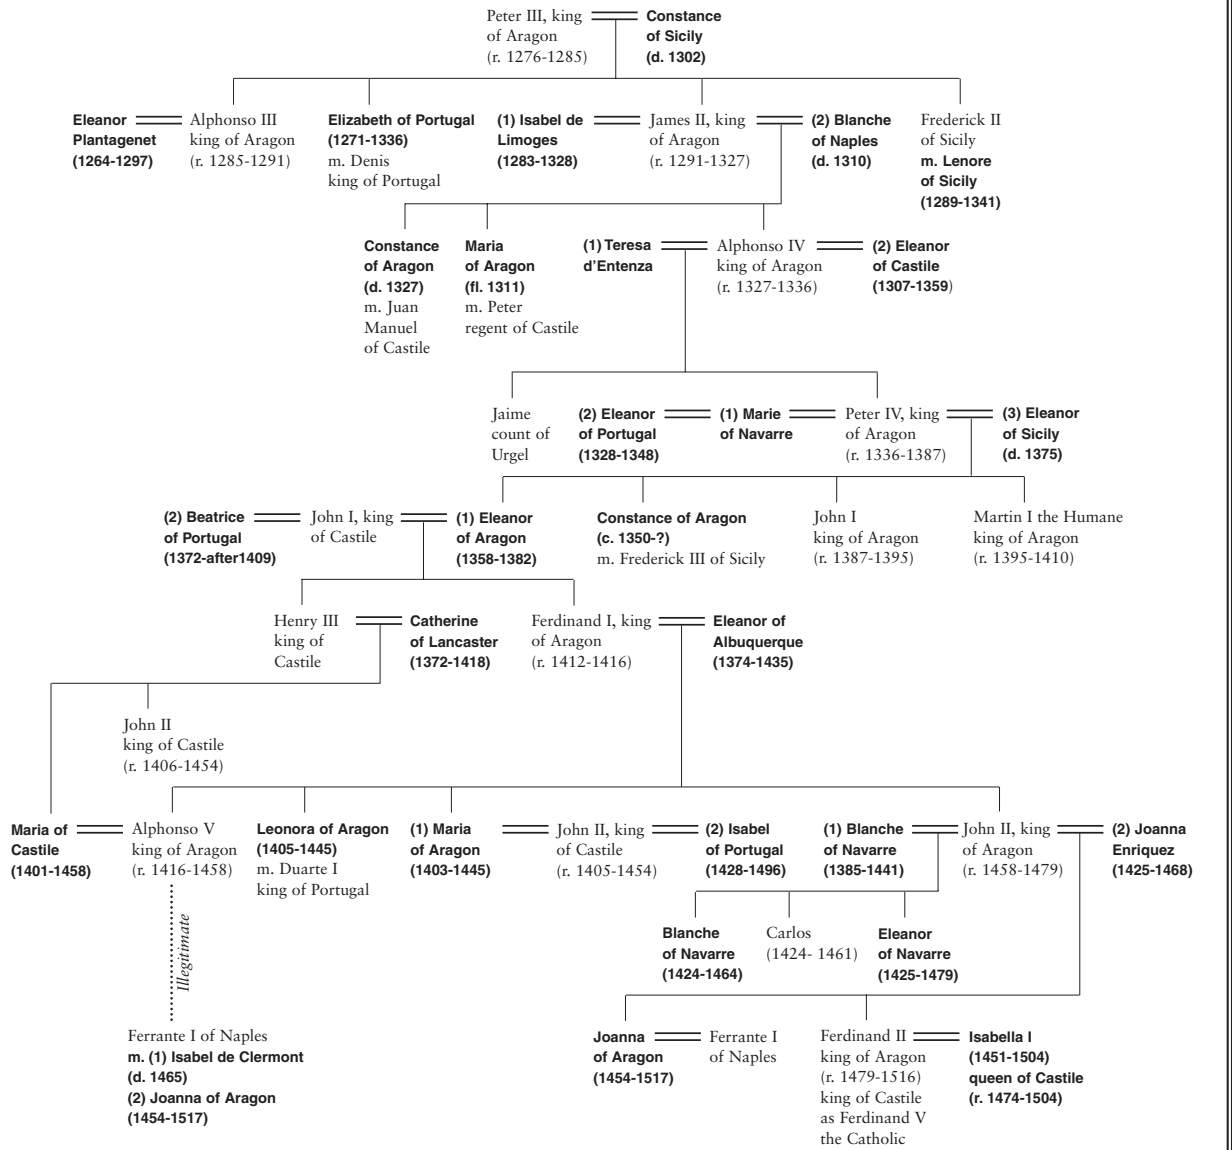 Peter III, king
of Aragon
(r. 1276-1285)
Constance
of Sicily
(d. 1302)
Eleanor
Plantagenet
(1264-1297)
Alphonso III
king of Aragon
(r. 1285-1291)
Elizabeth of Portugal
(1271-1336)
m. Denis
king of Portugal
(1) Isabel de
Limoges
(1283-1328)
James II, king
of Aragon
(r. 1291-1327)
(2) Blanche
of Naples
(d. 1310)
Frederick II
of Sicily
m. Lenore
of Sicily
(1289-1341)
Constance
of Aragon
(d. 1327)
m. Juan
Manuel
of Castile
Maria
of Aragon
(fl. 1311)
m. Peter
regent of Castile
(1) Teresa
d'Entenza
Alphonso IV
king of Aragon
(r. 1327-1336)
(2) Eleanor
of Castile
(1307-1359)
Jaime
count of
Urgel
(2) Eleanor
of Portugal
(1328-1348)
(1) Marie
of Navarre
Peter IV, king
of Aragon
(r. 1336-1387)
(3) Eleanor
of Sicily
(d. 1375)
(2) Beatrice
of Portugal
(1372-after1409)
John I, king
of Castile
(1) Eleanor
of Aragon
(1358-1382)
Constance of Aragon
(c. 1350-?)
m. Frederick III of Sicily
John I
king of Aragon
(r. 1387-1395)
Martin I the Humane
king of Aragon
(r. 1395-1410)
Henry III
king of
Castile
Catherine
of Lancaster
(1372-1418)
Ferdinand I, king
of Aragon
(r. 1412-1416)
Eleanor of
Albuquerque
(1374-1435)
John II
king of Castile
(r. 1406-1454)
Maria of
Castile
(1401-1458)
Alphonso V
king of Aragon
(r. 1416-1458)
Leonora of Aragon
(1405-1445)
m. Duarte I
king of Portugal
(1) Maria
of Aragon
(1403-1445)
John II, king
of Castile
(r. 1405-1454)
(2) Isabel
of Portugal
(1428-1496)
(1) Blanche
of Navarre
(1385-1441)
John II, king
of Aragon
(r. 1458-1479)
(2) Joanna
Enriquez
(1425-1468)
Illegitimate
Blanche
of Navarre
(1424-1464)
Carlos
(1424- 1461)
Eleanor
of Navarre
(1425-1479)
Ferrante I of Naples
m. (1) Isabel de Clermont
(d. 1465)
(2) Joanna of Aragon
(1454-1517)
Joanna
of Aragon
(1454-1517)
Ferrante I
of Naples
Ferdinand II
king of Aragon
(r. 1479-1516)
king of Castile
as Ferdinand V
the Catholic
Isabella I
(1451-1504)
queen of Castile
(r. 1474-1504)